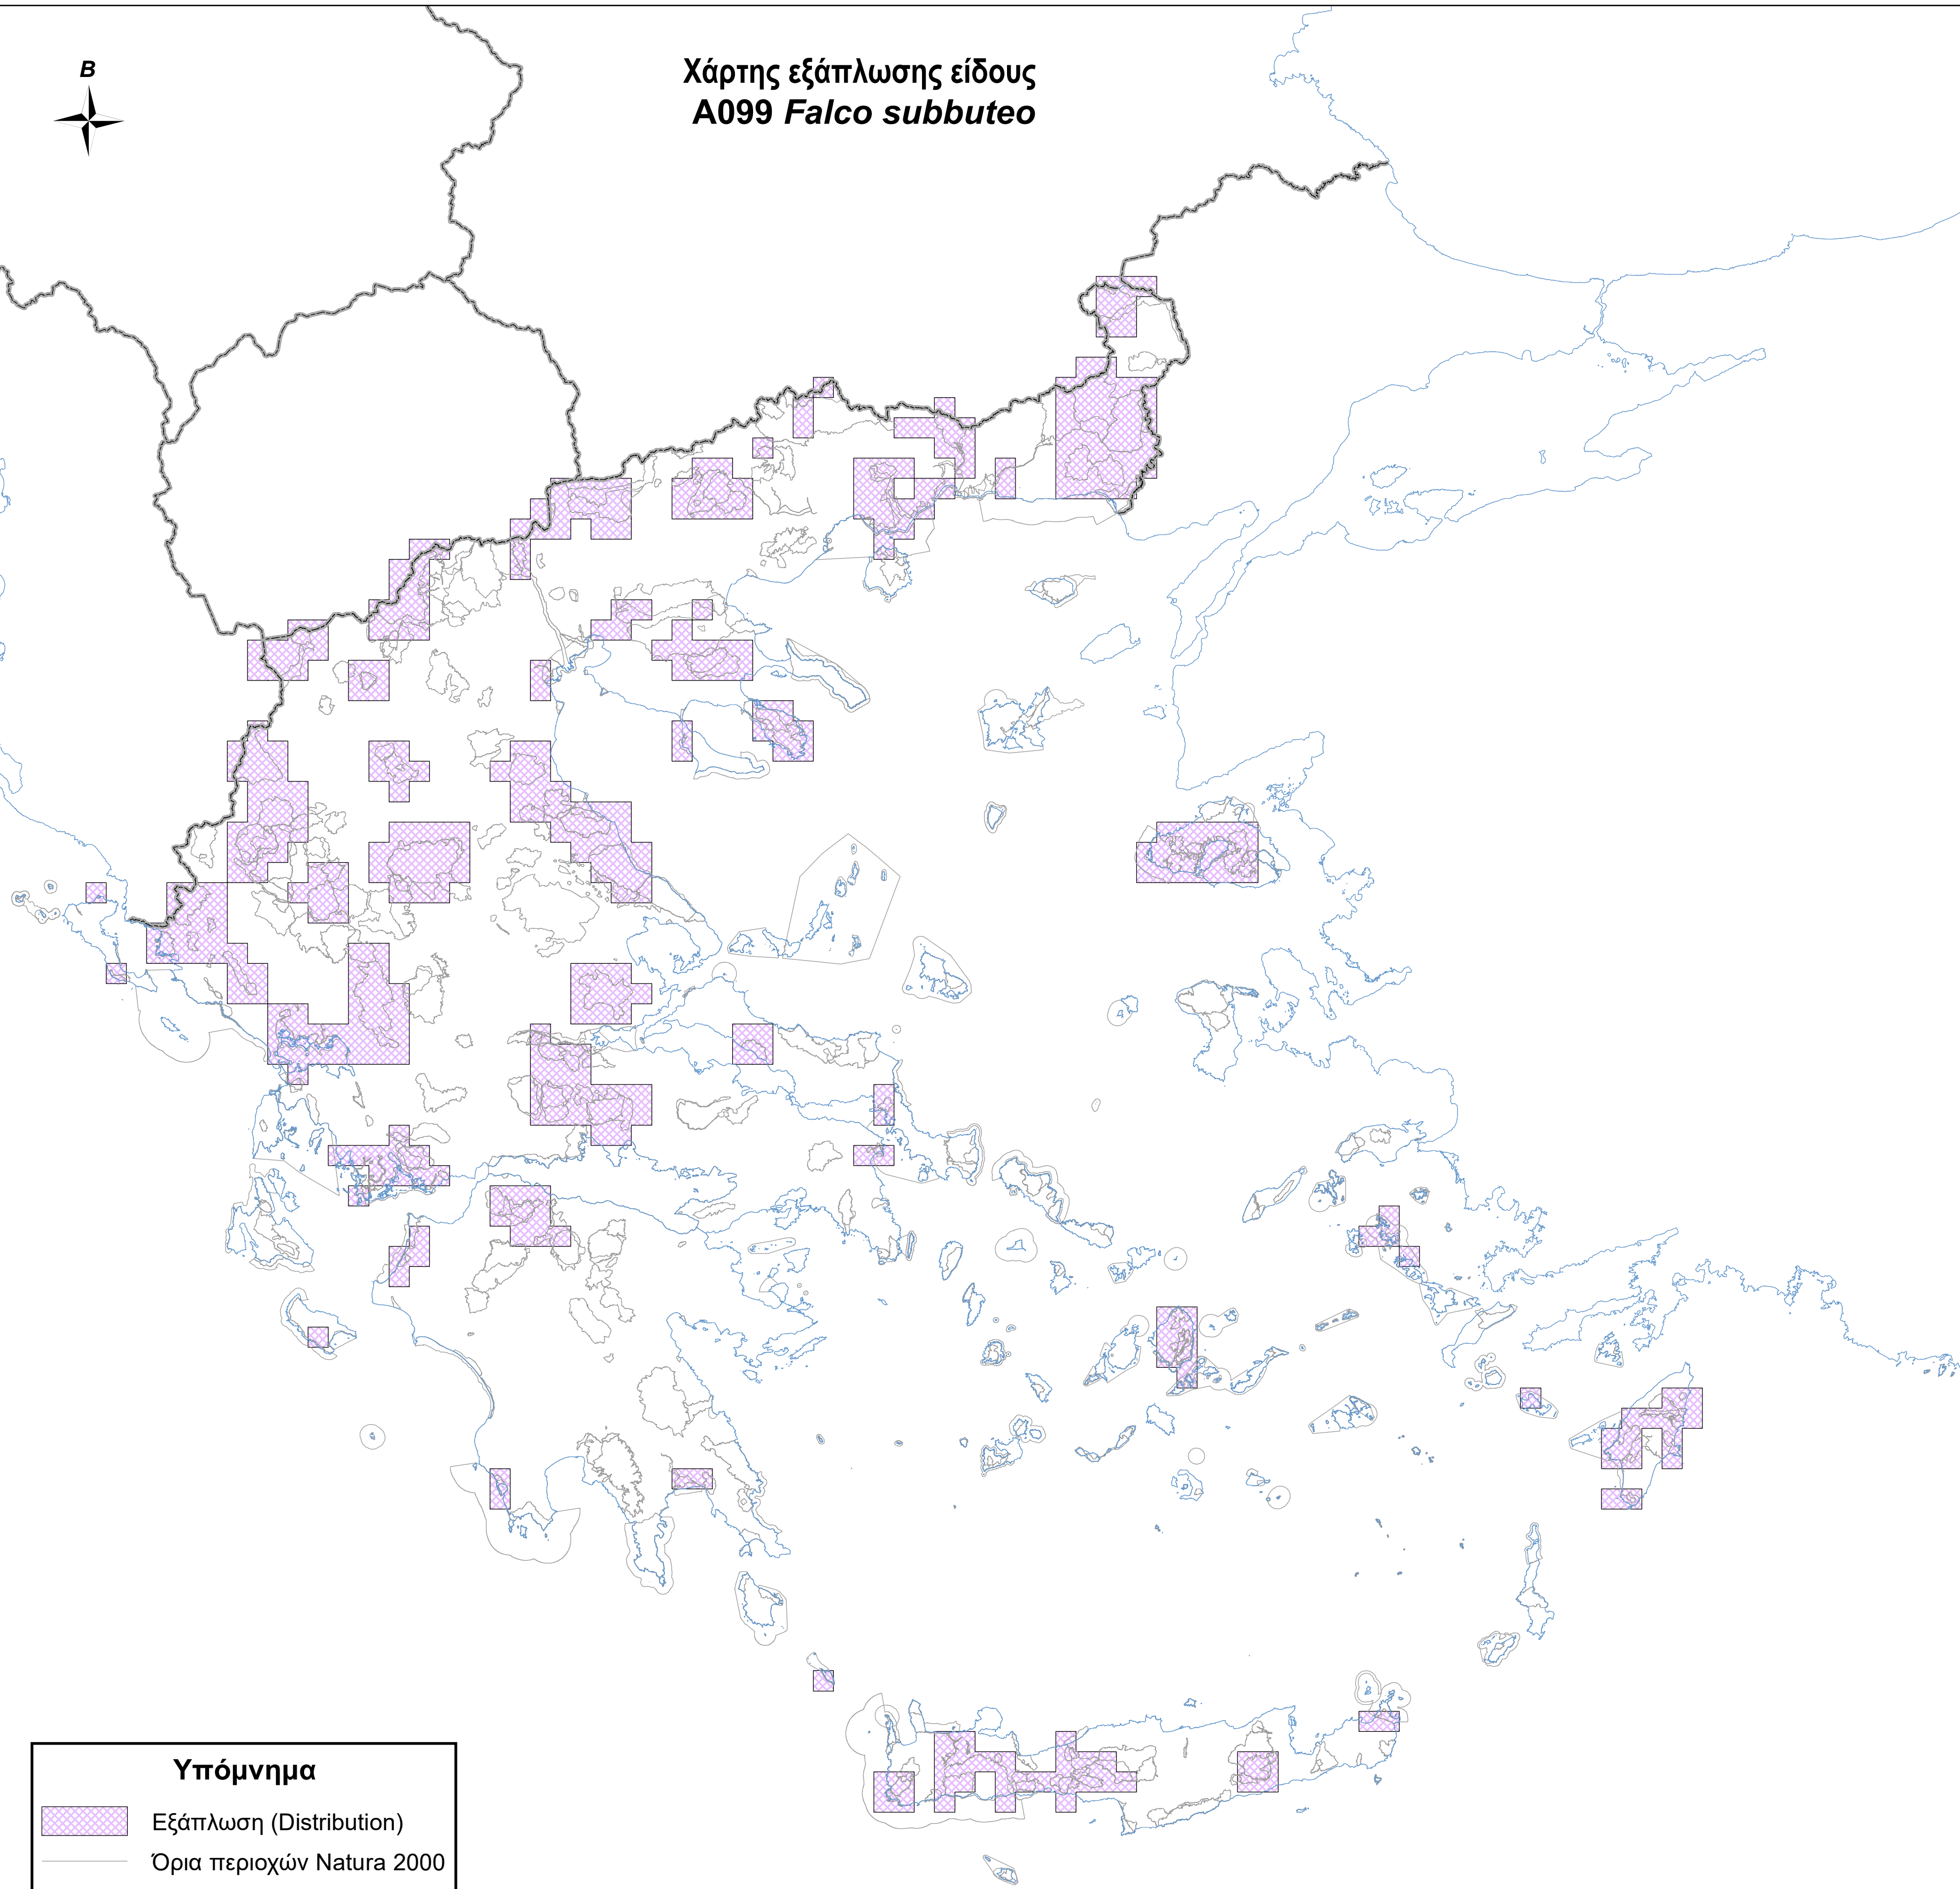 B
Χάρτης εξάπλωσης είδους
A099 Falco subbuteo
Υπόμνημα
Εξάπλωση (Distribution)
Όρια περιοχών Natura 2000